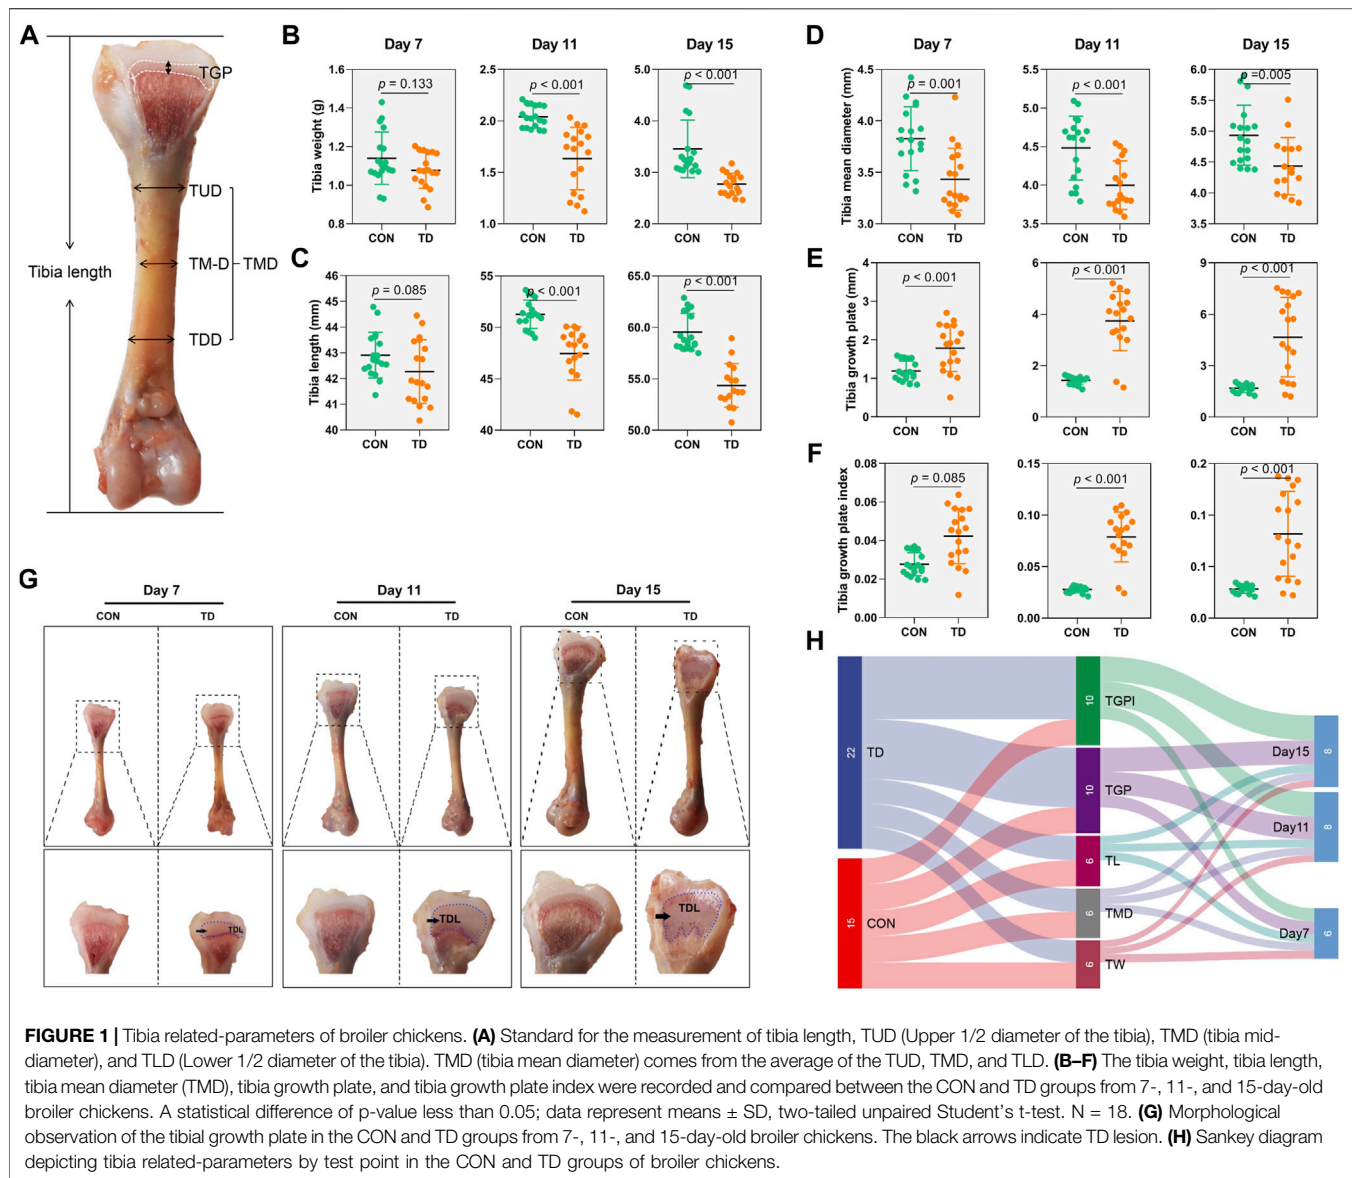 A
TGP
TUD
TM-D
TMD
Tibia length
TDD
B
Day 7
Day 11
Day 15
Tibia weight (g)
1.6
1.4
1.2
1.0
0.8
p = 0.133
CON
TD
2.5
2.0
1.5
1.0
p < 0.001
CON
TD
5.0
4.0
3.0
2.0
p < 0.001
CON
TD
C
Tibia length (mm)
46
45
44
43
42
41
40
p = 0.085
CON
TD
55
50
45
40
p < 0.001
CON
TD
65.0
60.0
55.0
50.0
p < 0.001
CON
TD
D
Day 7
Day 11
Day 15
Tibia mean diameter (mm)
4.5
4.0
3.5
3.0
p = 0.001
CON
TD
5.5
5.0
4.5
4.0
3.5
p < 0.001
CON
TD
6.0
5.5
5.0
4.5
4.0
3.5
p =0.005
CON
TD
E
Tibia growth plate (mm)
4
3
2
1
0
p < 0.001
CON
TD
6
4
2
0
p < 0.001
CON
TD
9
6
3
0
p < 0.001
CON
TD
F
Tibia growth plate index
0.08
0.06
0.04
0.02
0.00
p = 0.085
CON
TD
0.15
0.10
0.05
0.00
p < 0.001
CON
TD
0.2
0.1
0.1
0.0
p < 0.001
CON
TD
G
Day 7
Day 11
Day 15
CON
TD
CON
TD
CON
TD
TDL
TDL
TDL
H
22
TD
15
CON
10
TGPI
10
TGP
6
TL
6
TMD
6
TW
Day15
8
Day11
8
Day7
6
FIGURE 1 | Tibia related-parameters of broiler chickens. (A) Standard for the measurement of tibia length, TUD (Upper 1/2 diameter of the tibia), TMD (tibia mid-
diameter), and TLD (Lower 1/2 diameter of the tibia). TMD (tibia mean diameter) comes from the average of the TUD, TMD, and TLD. (B–F) The tibia weight, tibia length,
tibia mean diameter (TMD), tibia growth plate, and tibia growth plate index were recorded and compared between the CON and TD groups from 7-, 11-, and 15-day-old
broiler chickens. A statistical difference of p-value less than 0.05; data represent means ± SD, two-tailed unpaired Student's t-test. N = 18. (G) Morphological
observation of the tibial growth plate in the CON and TD groups from 7-, 11-, and 15-day-old broiler chickens. The black arrows indicate TD lesion. (H) Sankey diagram
depicting tibia related-parameters by test point in the CON and TD groups of broiler chickens.